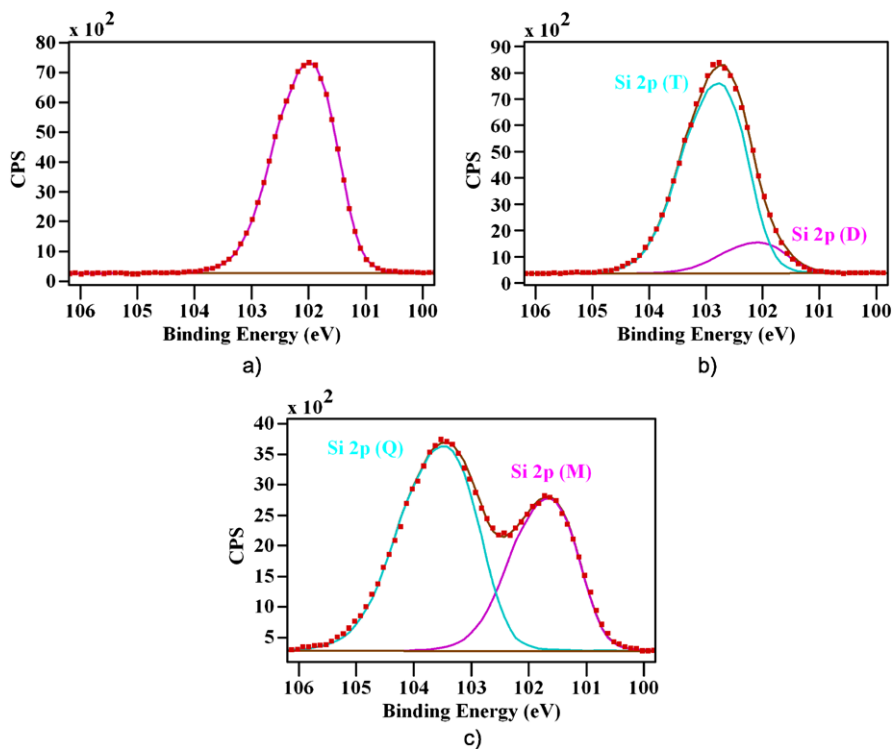 x 10²
80
70
60
50
40
30
20
10
0
CPS
106 105 104 103 102 101 100
Binding Energy (eV)
a)
x 10²
90
80
70
60
50
40
30
20
10
0
CPS
Si 2p (T)
Si 2p (D)
106 105 104 103 102 101 100
Binding Energy (eV)
b)
x 10²
40
35
30
25
20
15
10
5
CPS
Si 2p (Q)
Si 2p (M)
106 105 104 103 102 101 100
Binding Energy (eV)
c)